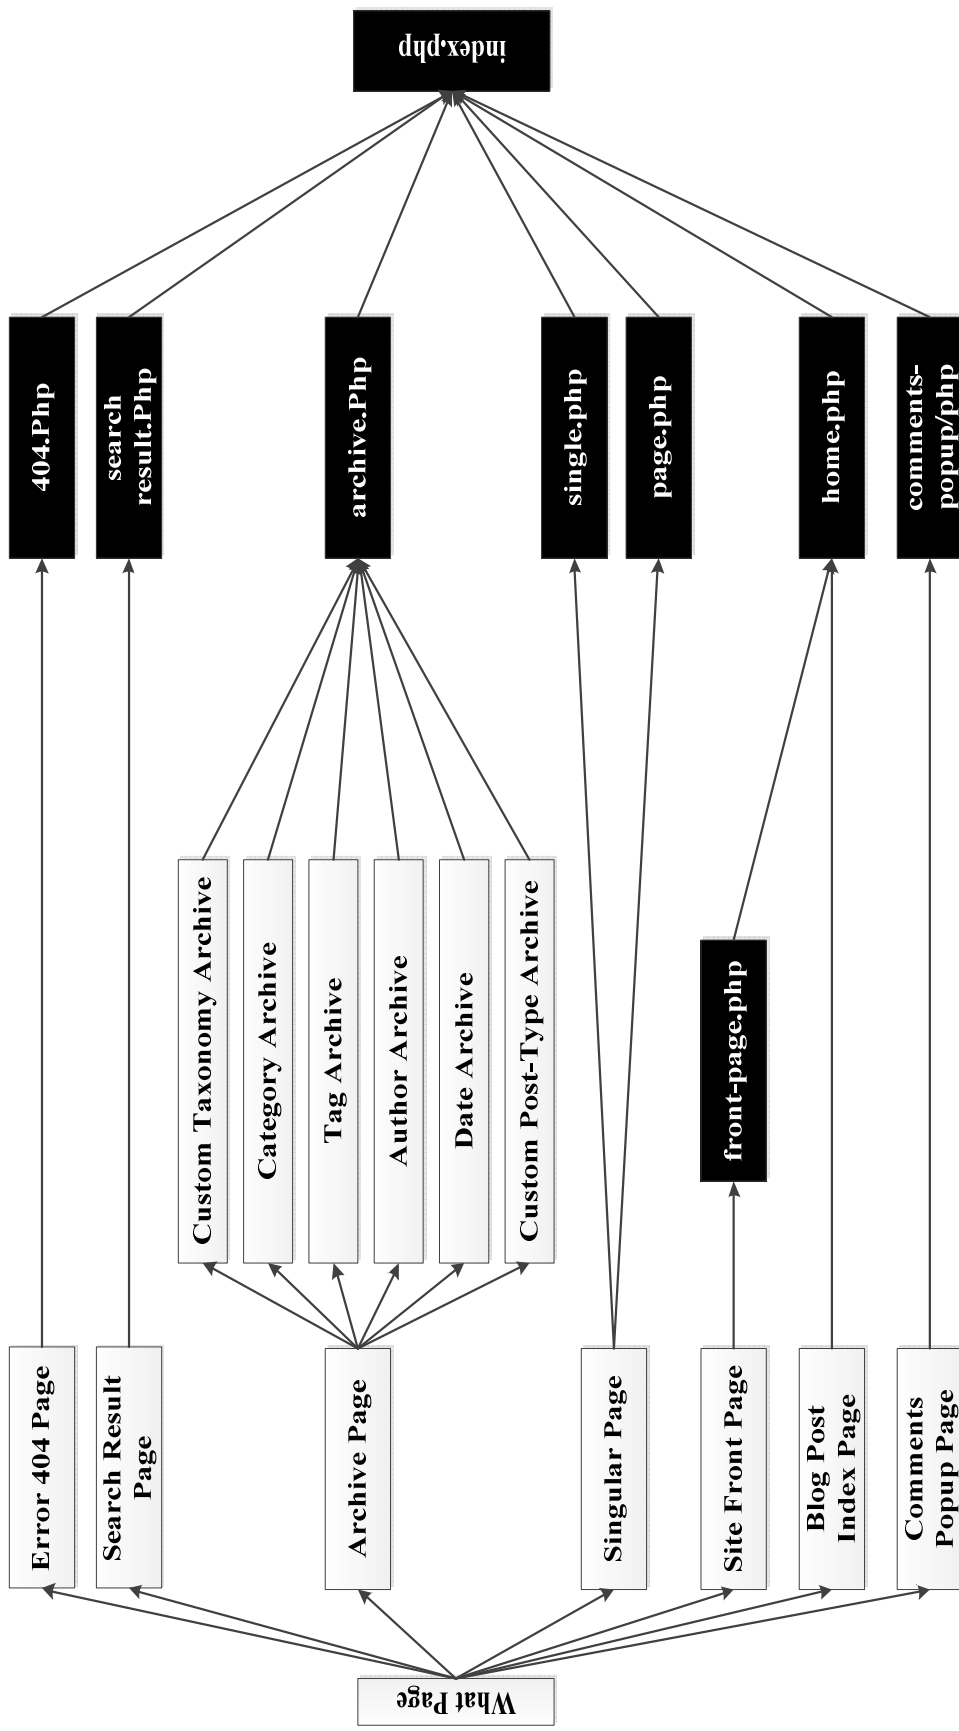 What Page
Error 404 Page
Search Result
Page
Archive Page
Singular Page
Site Front Page
Blog Post
Index Page
Comments
Popup Page
Custom Taxonomy Archive
Category Archive
Tag Archive
Author Archive
Date Archive
Custom Post-Type Archive
front-page.php
404.Php
search
result.Php
archive.Php
single.php
page.php
home.php
comments-
popup/php
index.php